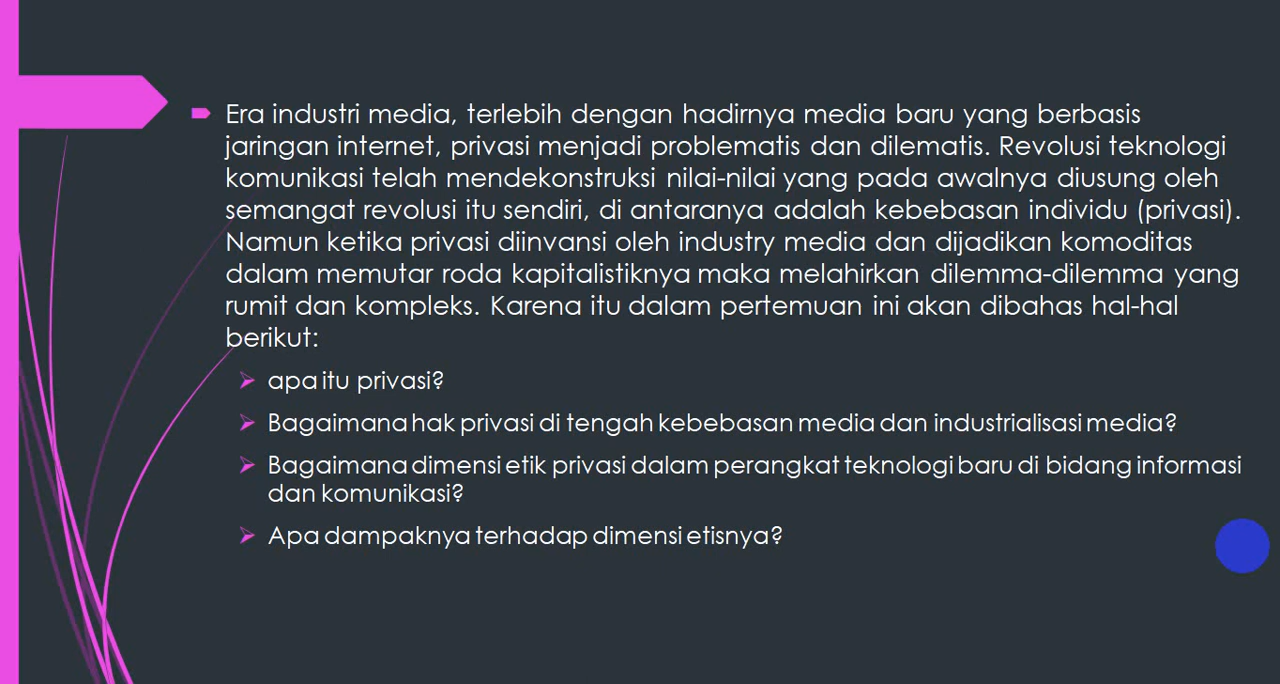 Era industri media, terlebih dengan hadirnya media baru yang berbasis
jaringan internet, privasi menjadi problematis dan dilematis. Revolusi teknologi
komunikasi telah mendekonstruksi nilai-nilai yang pada awalnya diusung oleh
semangat revolusi itu sendiri, di antaranya adalah kebebasan individu (privasi).
Namun ketika privasi diinvansi oleh industry media dan dijadikan komoditas
dalam memutar roda kapitalistiknya maka melahirkan dilemma-dilemma yang
rumit dan kompleks. Karena itu dalam pertemuan ini akan dibahas hal-hal
berikut:
apa itu privasi?
Bagaimana hak privasi di tengah kebebasan media dan industrialisasi media?
Bagaimana dimensi etik privasi dalam perangkat teknologi baru di bidang informasi
dan komunikasi?
Apa dampaknya terhadap dimensi etisnya?